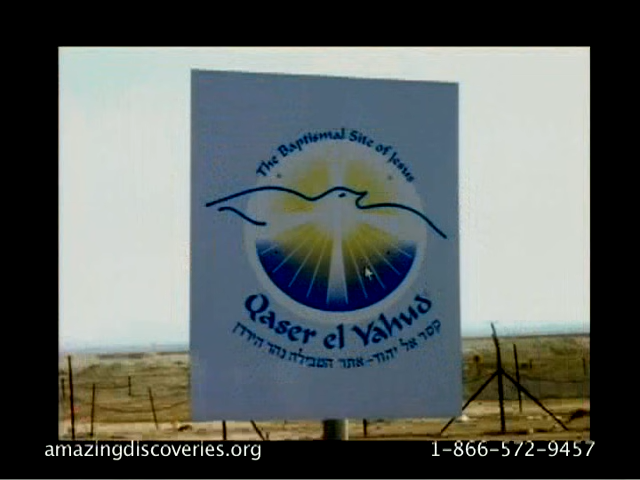 The Baptismal Site of Jesus
Qaser el Yahud
קסר אל יהוד-אתר הטבילה נהר הירדן
amazingdiscoveries.org
1-866-572-9457